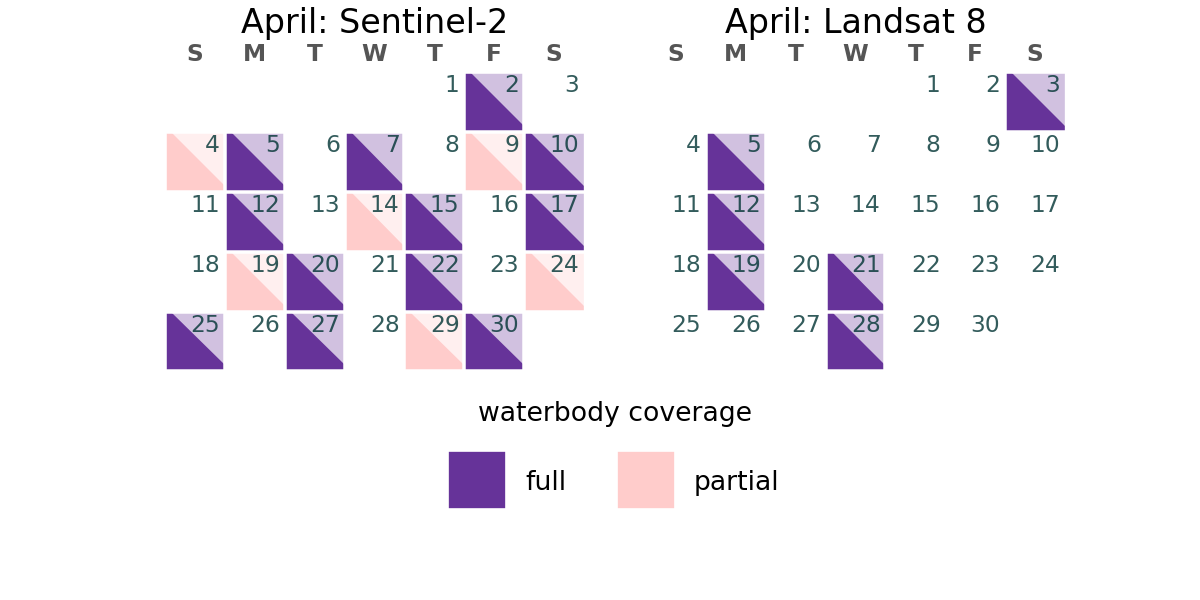 April: Sentinel-2
S M T W T F S
1 2 3
4 5 6 7 8 9 10
11 12 13 14 15 16 17
18 19 20 21 22 23 24
25 26 27 28 29 30
April: Landsat 8
S M T W T F S
1 2 3
4 5 6 7 8 9 10
11 12 13 14 15 16 17
18 19 20 21 22 23 24
25 26 27 28 29 30
waterbody coverage
full
partial